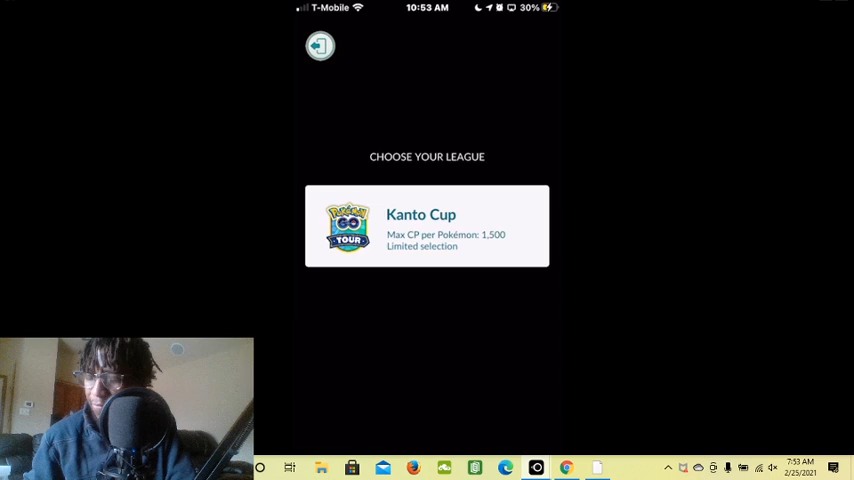 T-Mobile
10:53 AM
30%
CHOOSE YOUR LEAGUE
Pokémon
GO
TOUR
Kanto Cup
Max CP per Pokémon: 1,500
Limited selection
7:53 AM
2/25/2021